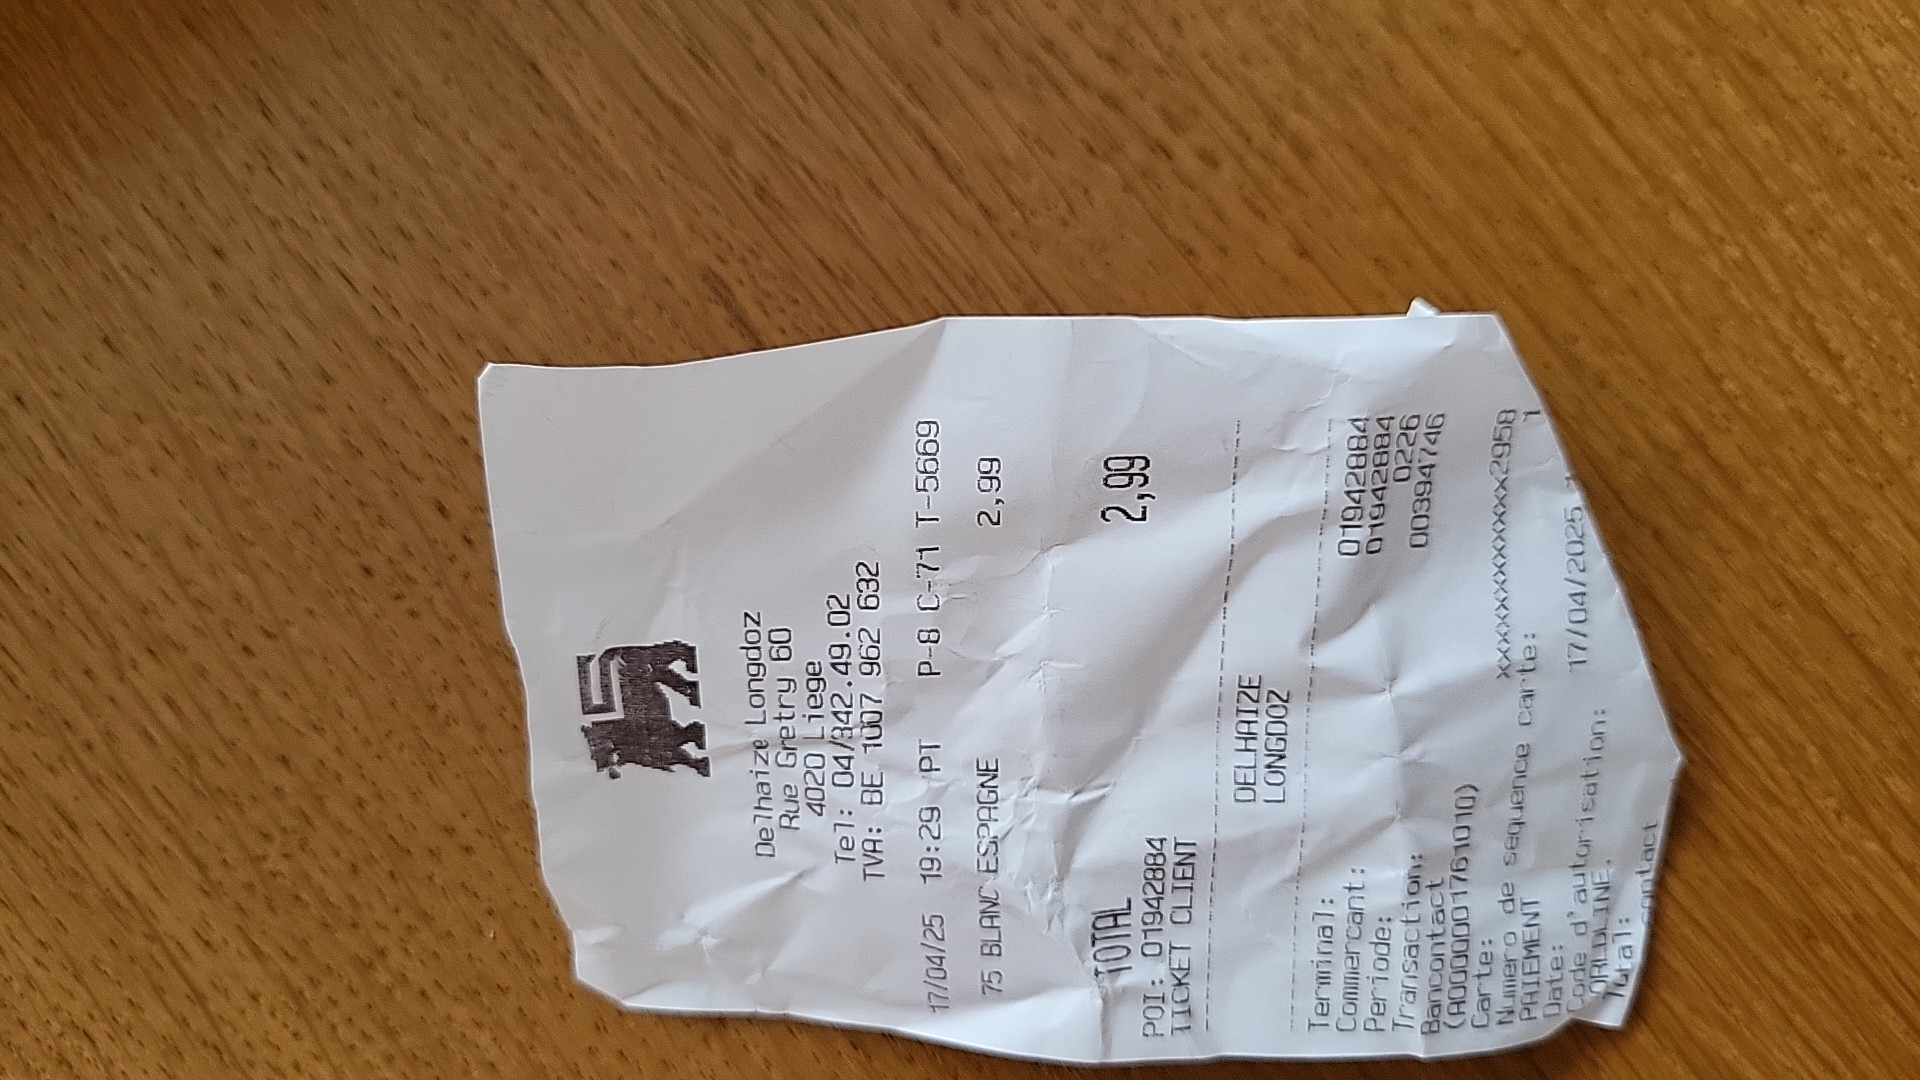 Delhaize Longdoz
Rue Gretry 60
4020 Liege
Tel: 04/342.49.02
TVA: BE 1007 962 632
17/04/25 19:29 PT P-8 C-71 T-5669
75 BLANC ESPAGNE 2,99
TOTAL 2,99
POI: 01942884
TICKET CLIENT
DELHAIZE
LONGDOZ
Terminal: 01942884
Commercant: 01942884
Periode: 0226
Transaction: 00394746
Bancontact
(A0000001761010)
Carte: xxxxxxxxxxxxxxx2958
Numero de sequence carte: 1
PAIEMENT
Date: 17/04/2025
Code d'autorisation:
Total: